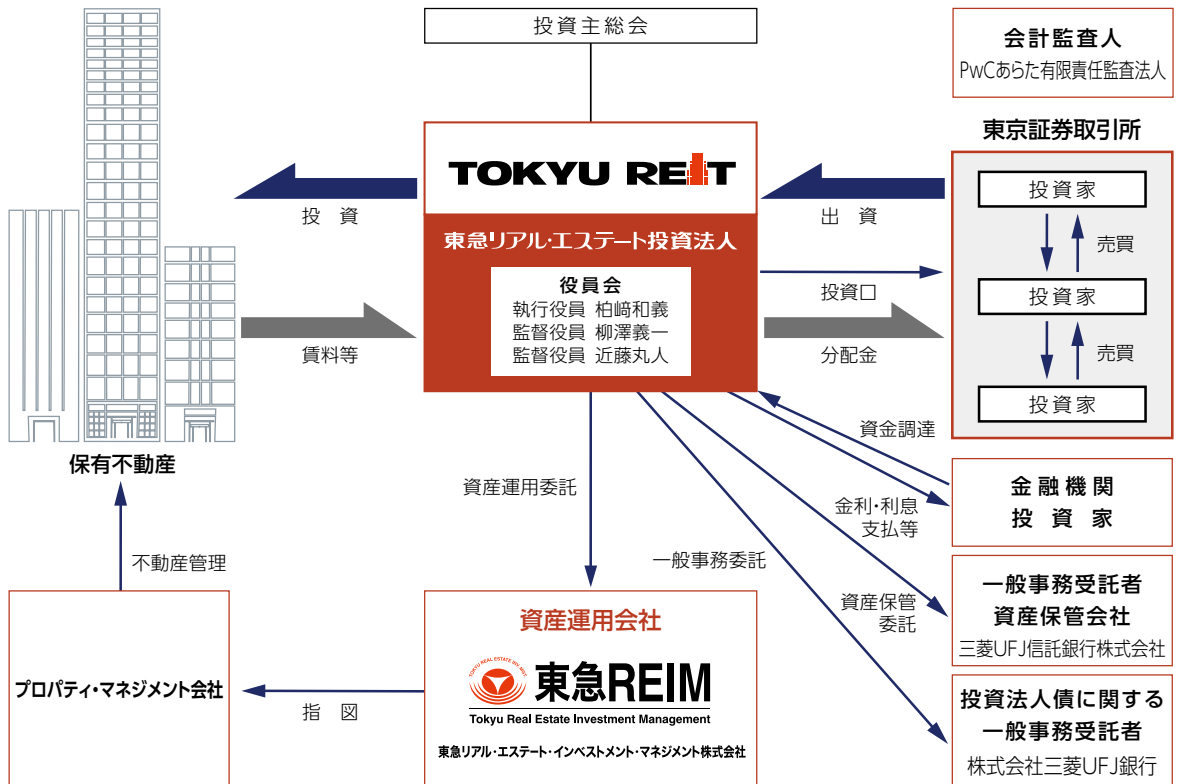 投資主総会
会計監査人
PwCあらた有限責任監査法人
東京証券取引所
TOKYU REIT
投資家
投 資
出 資
売買
東急リアル・エステート投資法人
役員会
執行役員 柏﨑和義
監督役員 柳澤義一
監督役員 近藤丸人
投資口
投資家
賃料等
分配金
売買
投資家
資金調達
保有不動産
資産運用委託
金利・利息
支払等
金融機関
投 資 家
不動産管理
一般事務委託
資産保管
委託
一般事務受託者
資産保管会社
三菱UFJ信託銀行株式会社
資産運用会社
TOKYU REAL ESTATE INV. MGT.
東急REIM
Tokyu Real Estate Investment Management
東急リアル・エステート・インベストメント・マネジメント株式会社
プロパティ・マネジメント会社
指 図
投資法人債に関する
一般事務受託者
株式会社三菱UFJ銀行